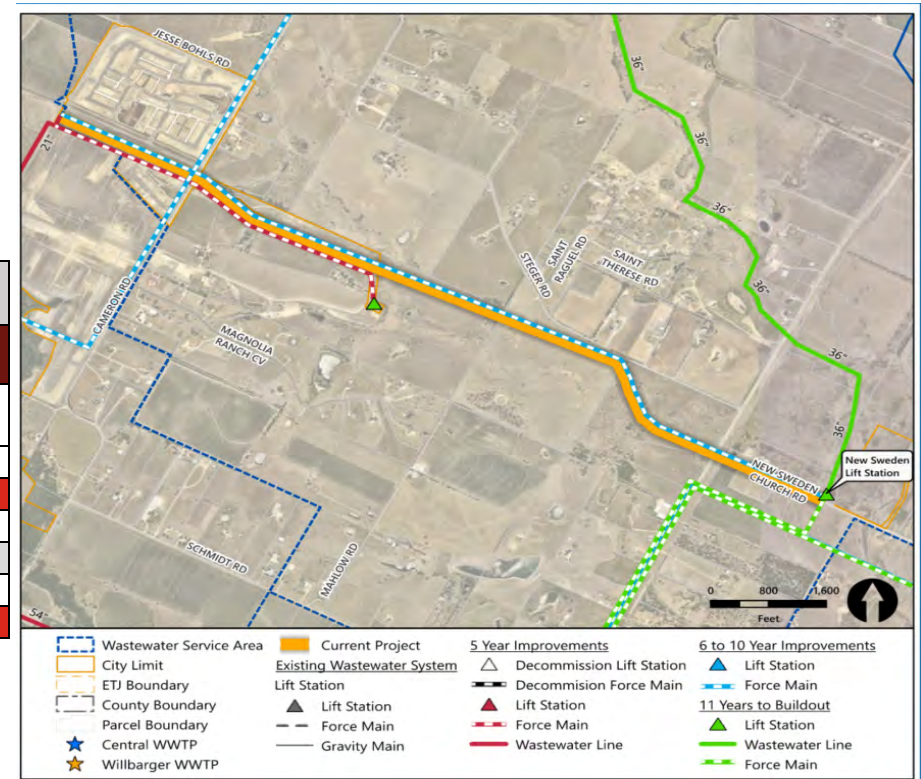 JESSE BOHLS RD
36"
21"
36"
36"
SAINT
RAGUEL RD
SAINT
THERESE RD
STEGER RD
36"
CAMERON RD
MAGNOLIA
RANCH CV
36"
36"
New Sweden
Lift Station
NEW SWEDEN
CHURCH RD
SCHMIDT RD
MAHLOW RD
54"
0 800 1,600
Feet
Wastewater Service Area
City Limit
ETJ Boundary
County Boundary
Parcel Boundary
Central WWTP
Willbarger WWTP
Current Project
Existing Wastewater System
Lift Station
Lift Station
Force Main
Gravity Main
5 Year Improvements
Decommission Lift Station
Decommision Force Main
Lift Station
Force Main
Wastewater Line
6 to 10 Year Improvements
Lift Station
Force Main
11 Years to Buildout
Lift Station
Wastewater Line
Force Main